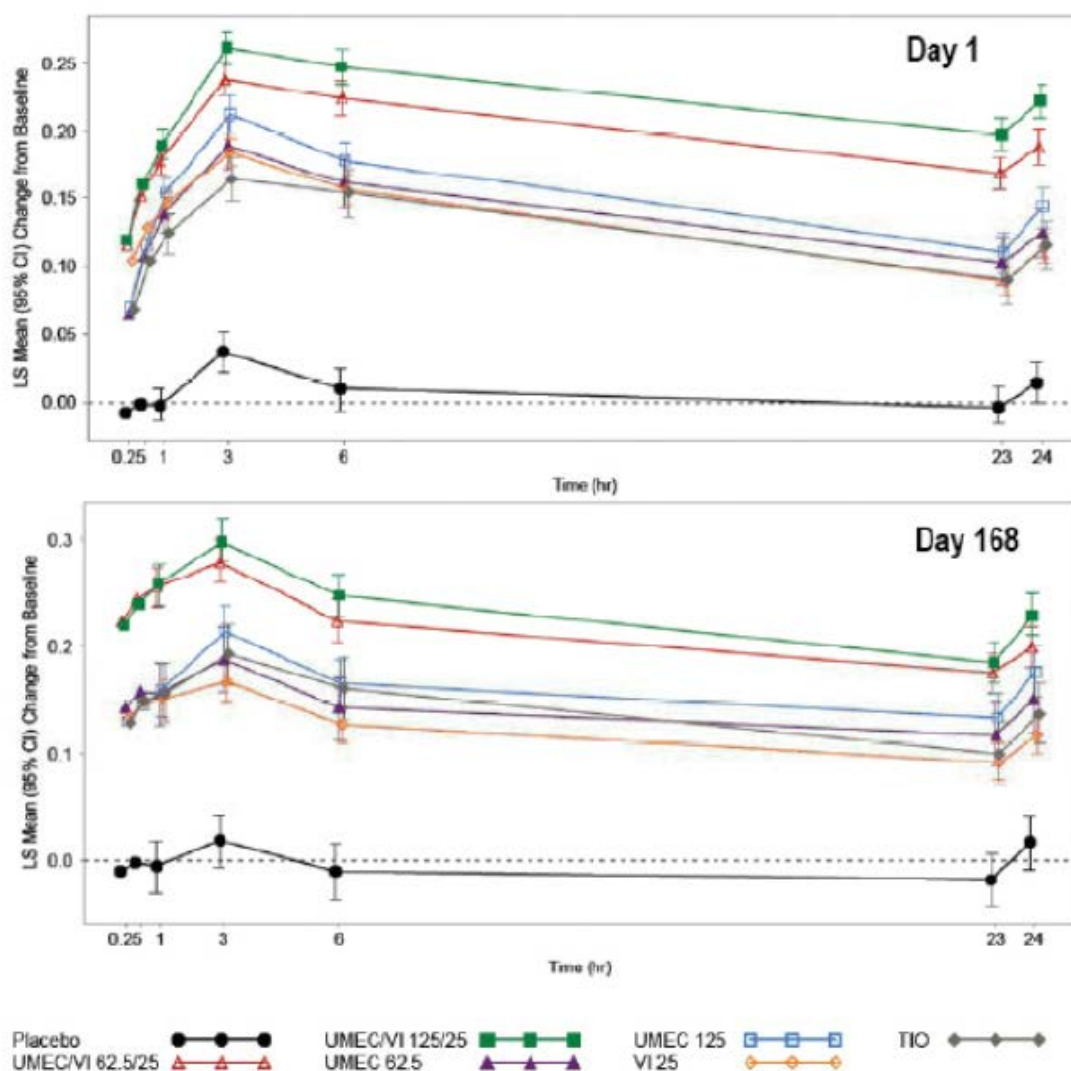 Day 1
LS Mean (95% CI) Change from Baseline
0.25
0.20
0.15
0.10
0.05
0.00
0.25 1 3 6 23 24
Time (hr)
Day 168
LS Mean (95% CI) Change from Baseline
0.3
0.2
0.1
0.0
0.25 1 3 6 23 24
Time (hr)
Placebo UMEC/VI 125/25 UMEC 125 TIO
UMEC/VI 62.5/25 UMEC 62.5 VI 25